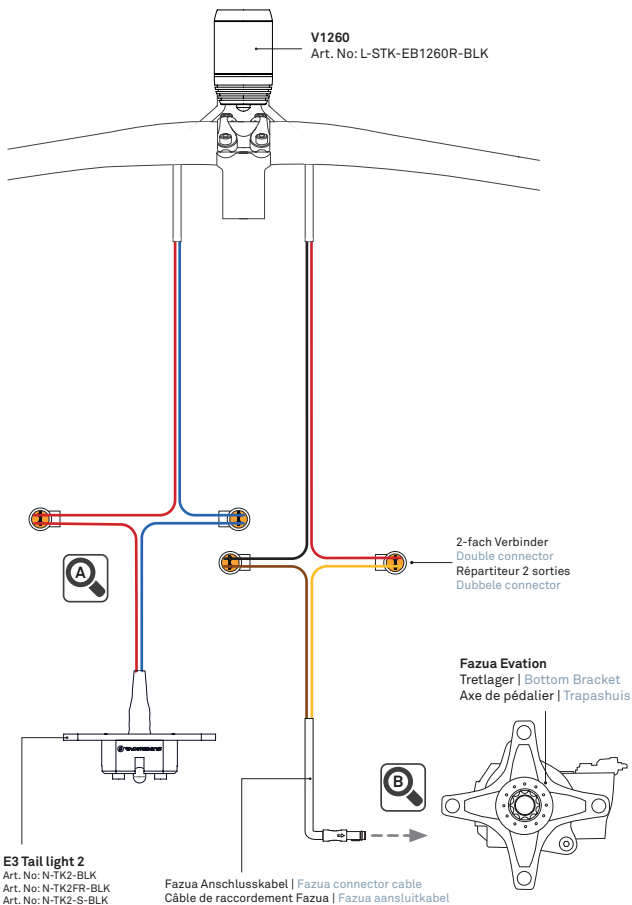 V1260
Art. No: L-STK-EB1260R-BLK
A
2-fach Verbinder
Double connector
Répartiteur 2 sorties
Dubbele connector
Fazua Evation
Tretlager | Bottom Bracket
Axe de pédalier | Trapashuis
B
E3 Tail light 2
Art. No: N-TK2-BLK
Art. No: N-TK2FR-BLK
Art. No: N-TK2-S-BLK
Fazua Anschlusskabel | Fazua connector cable
Câble de raccordement Fazua | Fazua aansluitkabel